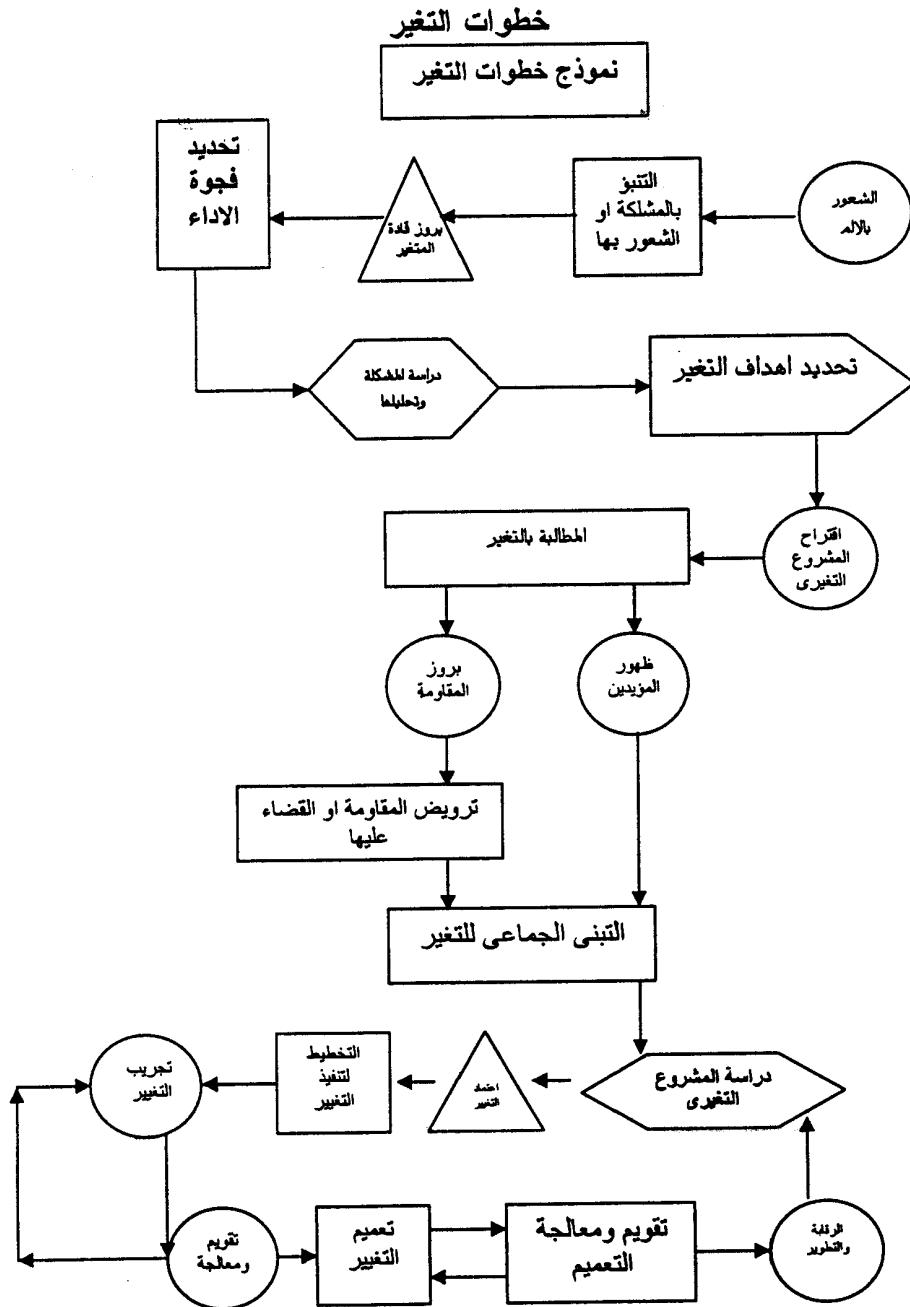 خطوات التغير
نموذج خطوات التغير
الشعور
بالالم
التنبؤ
بالمشلكة او
الشعور بها
بروز قادة
المتغير
تحديد
فجوة
الاداء
دراسة المشكلة
وتحليلها
تحديد اهداف التغير
اقتراح
المشروع
التغيرى
المطالبة بالتغير
ظهور
المؤيدين
بروز
المقاومة
ترويض المقاومة او القضاء
عليها
التبنى الجماعى للتغير
دراسة المشروع
التغيرى
اعتماد
التغير
التخطيط
لتنفيذ
التغيير
تجريب
التغيير
تقويم
ومعالجة
تعميم
التغيير
تقويم ومعالجة
التعميم
الرقابة
والتطوير